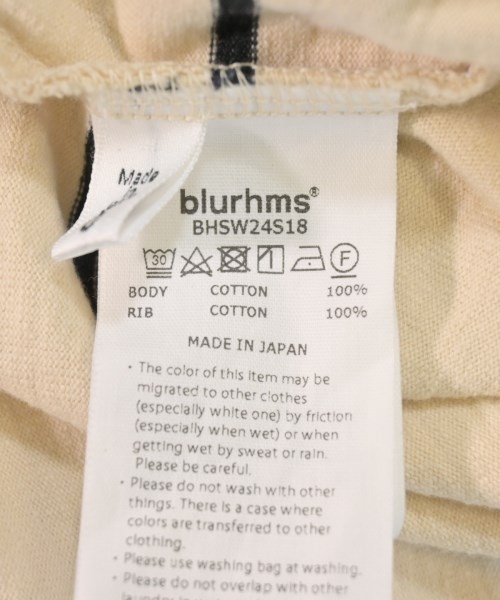 Made
in
blurhms®
BHSW24S18
30 F
BODY COTTON 100%
RIB COTTON 100%
MADE IN JAPAN
・The color of this item may be
migrated to other clothes
(especially white one) by friction
(especially when wet) or when
getting wet by sweat or rain.
Please be careful.
・Please do not wash with other
things. There is a case where
colors are transferred to other
clothing.
・Please use washing bag at washing.
・Please do not overlap with other